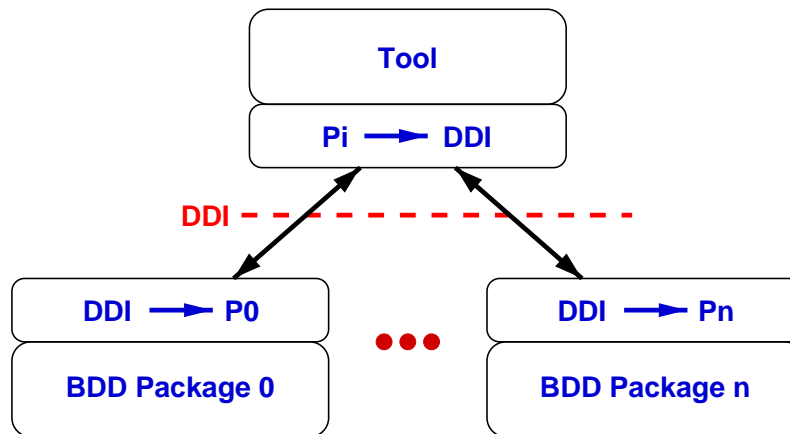 Tool
Pi DDI
DDI
DDI P0
DDI Pn
BDD Package 0
BDD Package n